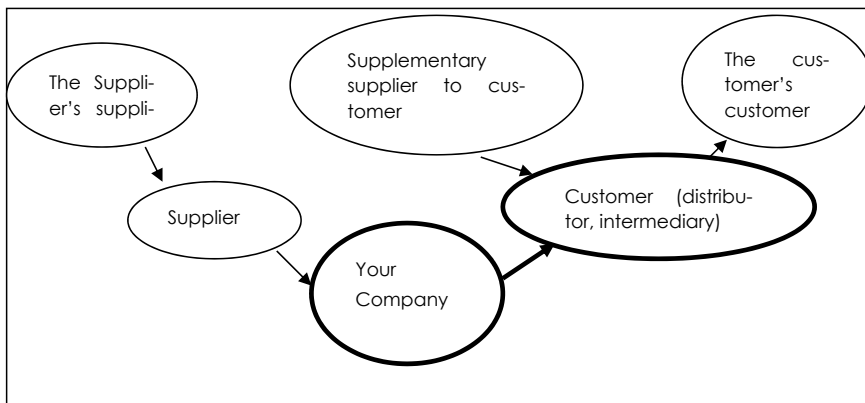 The Suppli-
er's suppli-
Supplementary
supplier to cus-
tomer
The cus-
tomer's
customer
Supplier
Customer (distribu-
tor, intermediary)
Your
Company